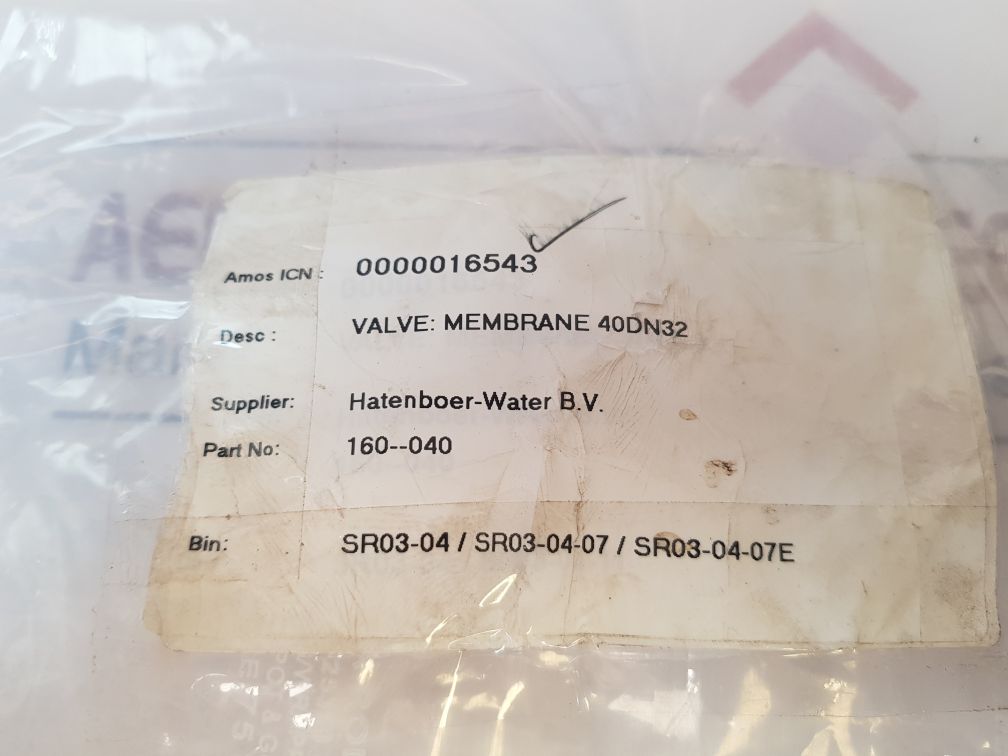 Amos ICN : 0000016543
Desc : VALVE: MEMBRANE 40DN32
Supplier: Hatenboer-Water B.V.
Part No: 160--040
Bin: SR03-04 / SR03-04-07 / SR03-04-07E